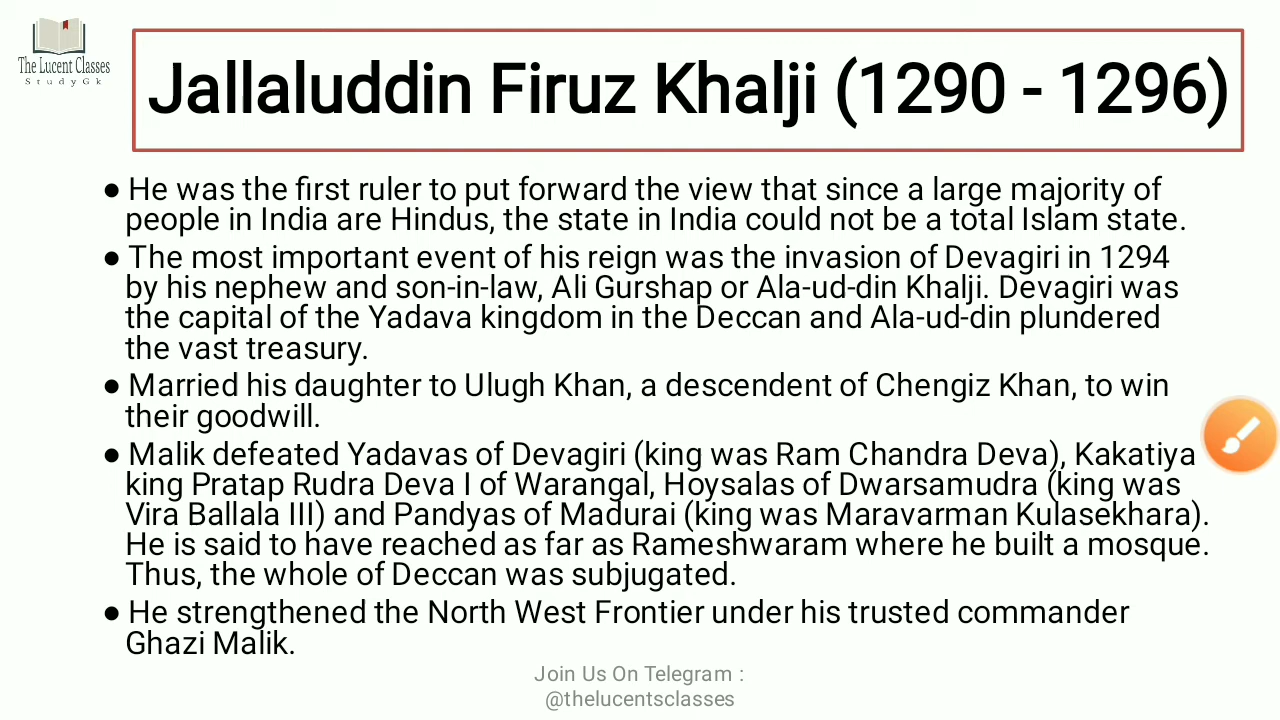 The Lucent Classes
StudyGk
Jallaluddin Firuz Khalji (1290 - 1296)
● He was the first ruler to put forward the view that since a large majority of
people in India are Hindus, the state in India could not be a total Islam state.
● The most important event of his reign was the invasion of Devagiri in 1294
by his nephew and son-in-law, Ali Gurshap or Ala-ud-din Khalji. Devagiri was
the capital of the Yadava kingdom in the Deccan and Ala-ud-din plundered
the vast treasury.
● Married his daughter to Ulugh Khan, a descendent of Chengiz Khan, to win
their goodwill.
● Malik defeated Yadavas of Devagiri (king was Ram Chandra Deva), Kakatiya
king Pratap Rudra Deva I of Warangal, Hoysalas of Dwarsamudra (king was
Vira Ballala III) and Pandyas of Madurai (king was Maravarman Kulasekhara).
He is said to have reached as far as Rameshwaram where he built a mosque.
Thus, the whole of Deccan was subjugated.
● He strengthened the North West Frontier under his trusted commander
Ghazi Malik.
Join Us On Telegram :
@thelucentsclasses